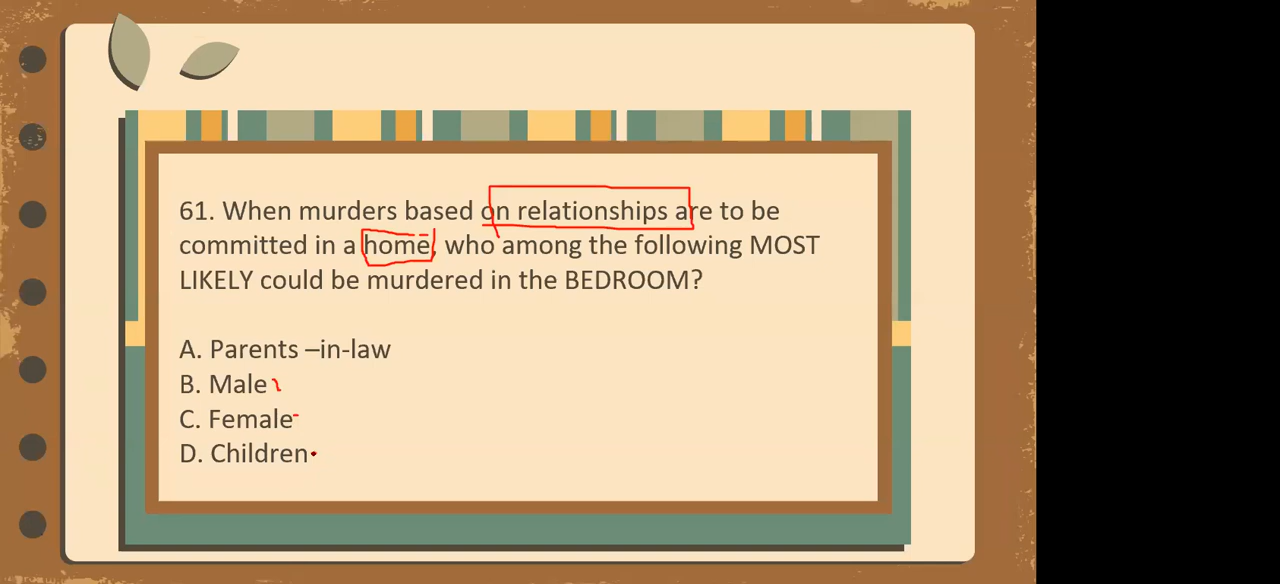 61. When murders based on relationships are to be
committed in a home, who among the following MOST
LIKELY could be murdered in the BEDROOM?
A. Parents –in-law
B. Male
C. Female
D. Children